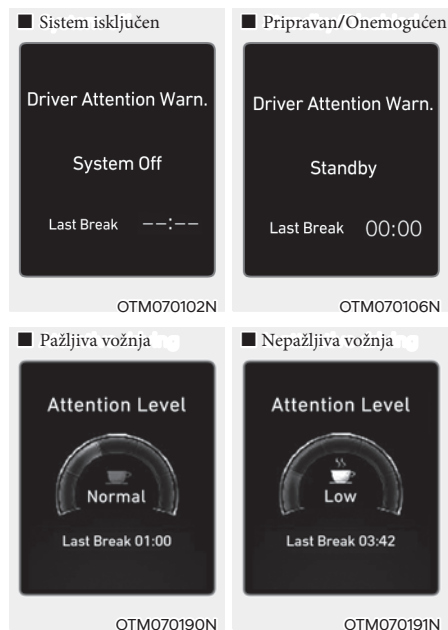 ■ Sistem isključen
Driver Attention Warn.
System Off
Last Break --:--
OTM070102N
■ Pripravan/Onemogućen
Driver Attention Warn.
Standby
Last Break 00:00
OTM070106N
■ Pažljiva vožnja
Attention Level
Normal
Last Break 01:00
OTM070190N
■ Nepažljiva vožnja
Attention Level
Low
Last Break 03:42
OTM070191N